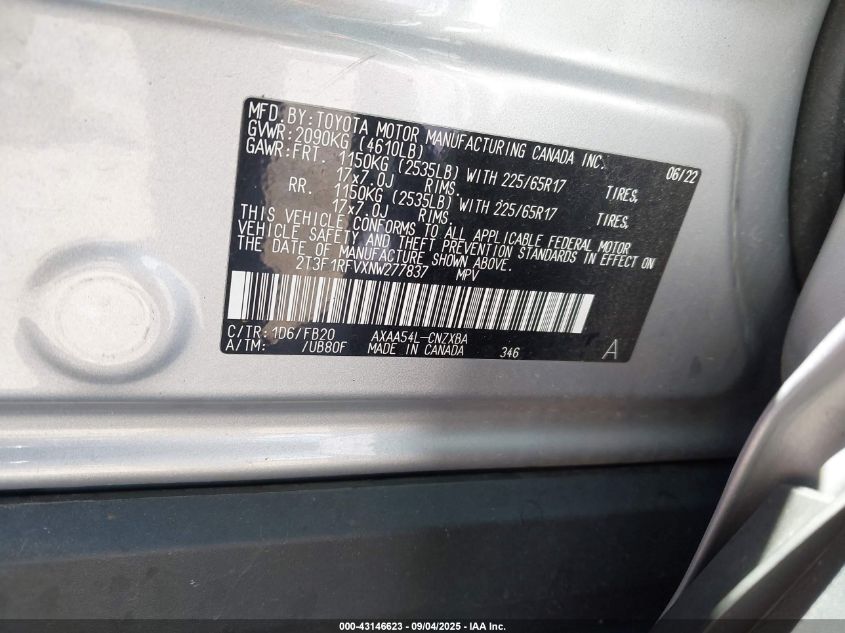 MFD. BY: TOYOTA MOTOR MANUFACTURING CANADA INC.
GVWR: 2090KG (4610LB) 06/22
GAWR: FRT. 1150KG (2535LB) WITH 225/65R17 TIRES,
17x7.0J RIMS.
RR. 1150KG (2535LB) WITH 225/65R17 TIRES,
17x7.0J RIMS.
THIS VEHICLE CONFORMS TO ALL APPLICABLE FEDERAL MOTOR
VEHICLE SAFETY AND THEFT PREVENTION STANDARDS IN EFFECT ON
THE DATE OF MANUFACTURE SHOWN ABOVE.
2T3F1RFVXNW277837 MPV
C/TR: 1D6/FB20 AXAA54L-CNZXBA
A/TM: /UB80F MADE IN CANADA 346 A
000-43146623 - 09/04/2025 - IAA Inc.